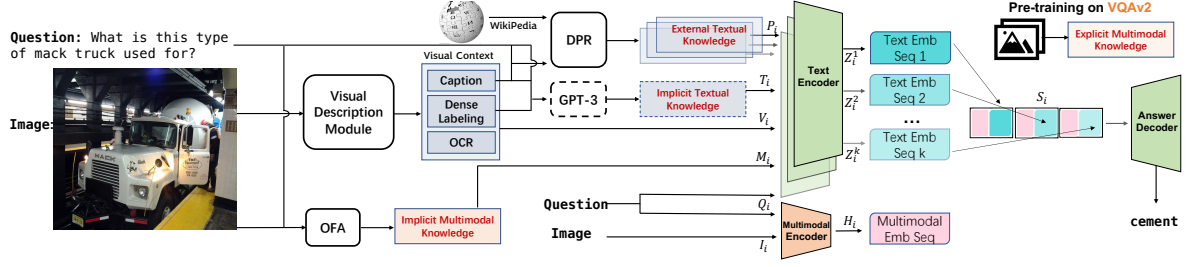 Question: What is this type
of mack truck used for?
Image:
MACK
WikiPedia
DPR
External Textual
Knowledge
P_i
Visual Context
Caption
Dense
Labeling
OCR
Visual
Description
Module
GPT-3
Implicit Textual
Knowledge
T_i
V_i
M_i
OFA
Implicit Multimodal
Knowledge
Question
Image
Q_i
I_i
Text
Encoder
Multimodal
Encoder
H_i
Z_i^1
Z_i^2
Z_i^k
Text Emb
Seq 1
Text Emb
Seq 2
...
Text Emb
Seq k
Multimodal
Emb Seq
S_i
Pre-training on VQAv2
Explicit Multimodal
Knowledge
Answer
Decoder
cement